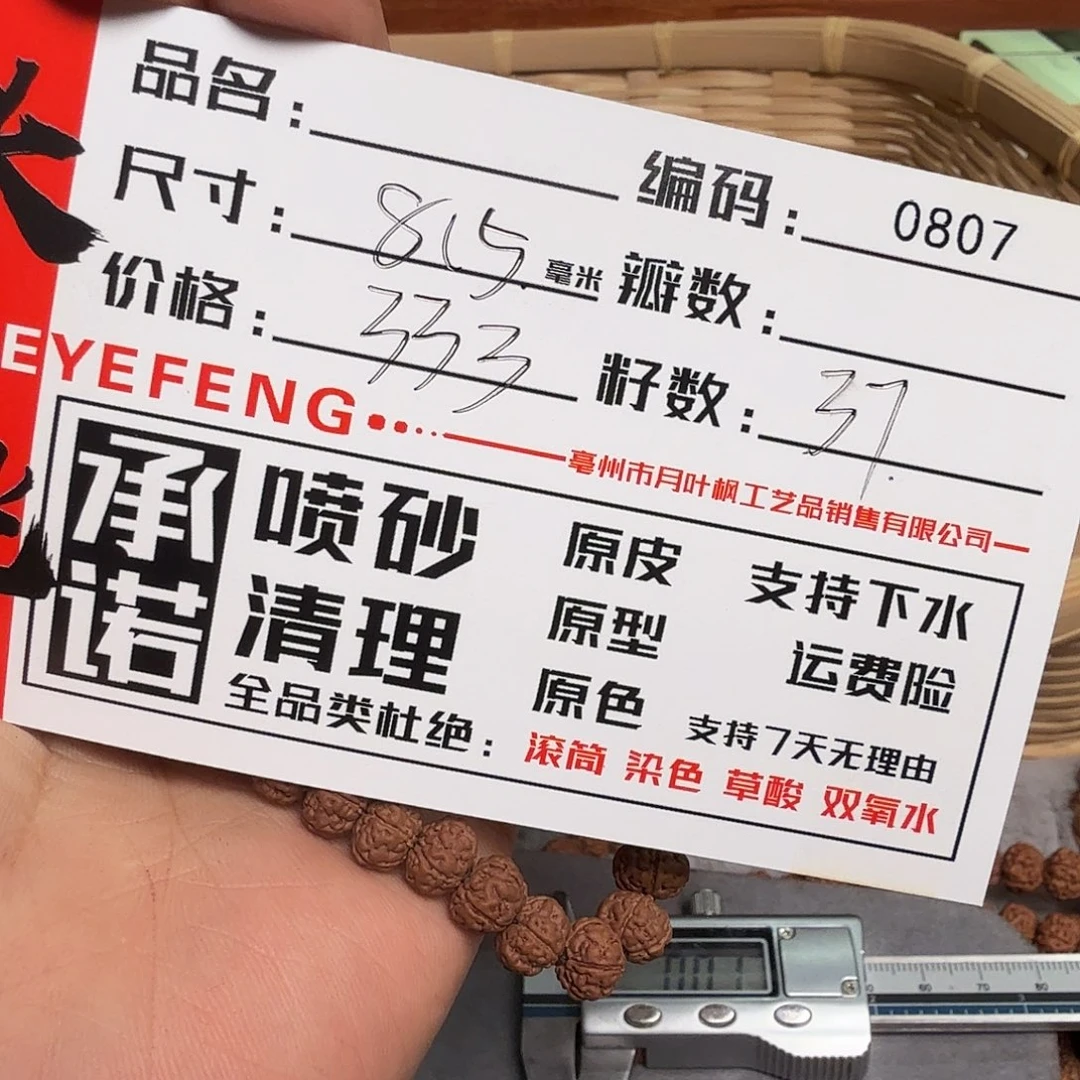 品名：
编码：0807
尺寸：815毫米
瓣数：
价格：333
籽数：37
EYEFENG
亳州市月叶枫工艺品销售有限公司
承诺
喷砂
清理
原皮
原型
原色
支持下水
运费险
支持7天无理由
全品类杜绝：滚筒 染色 草酸 双氧水